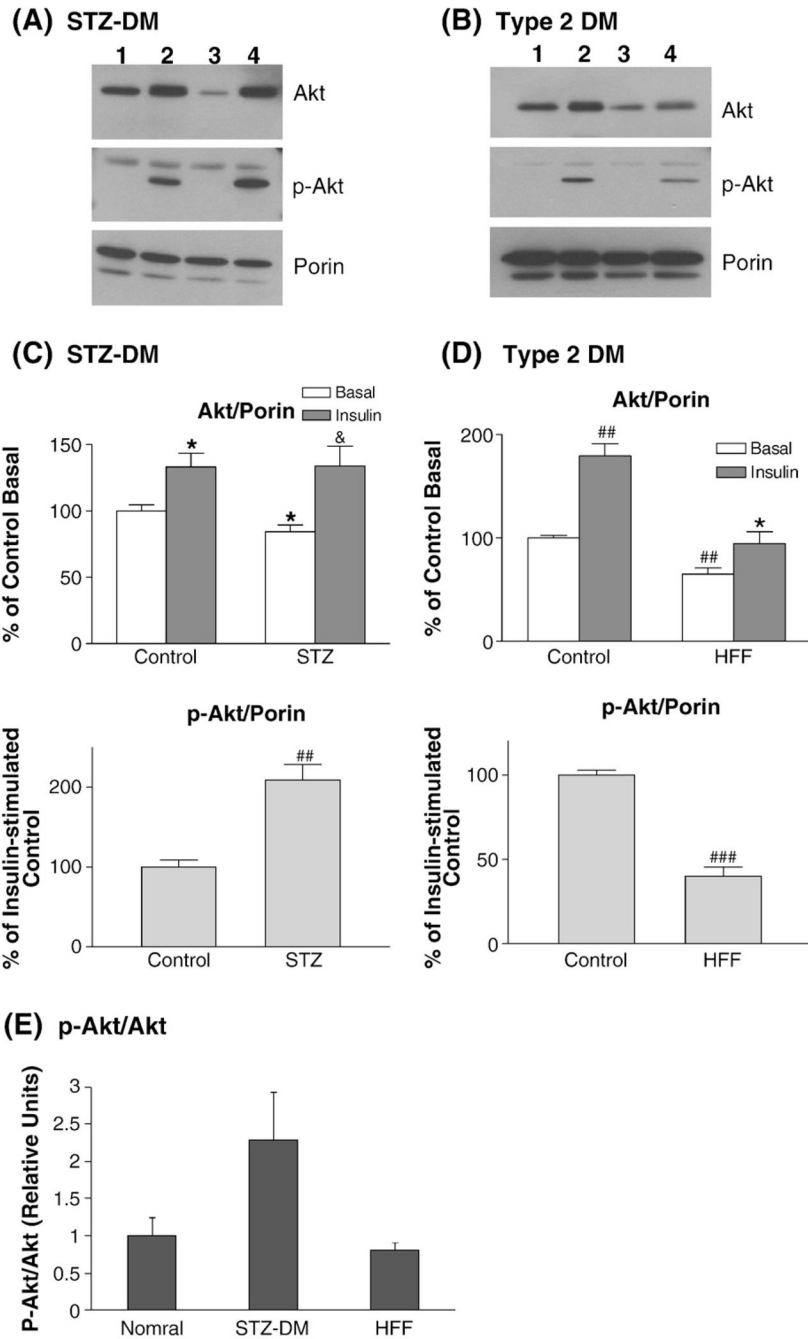 (A) STZ-DM
1 2 3 4
Akt
p-Akt
Porin
(B) Type 2 DM
1 2 3 4
Akt
p-Akt
Porin
(C) STZ-DM
Akt/Porin
Basal
Insulin
% of Control Basal
150
100
50
0
*
*
&
Control STZ
p-Akt/Porin
% of Insulin-stimulated
Control
200
100
0
##
Control STZ
(D) Type 2 DM
Akt/Porin
Basal
Insulin
% of Control Basal
200
100
0
##
##
*
Control HFF
p-Akt/Porin
% of Insulin-stimulated
Control
100
50
0
###
Control HFF
(E) p-Akt/Akt
P-Akt/Akt (Relative Units)
3
2.5
2
1.5
1
0.5
0
Nomral STZ-DM HFF